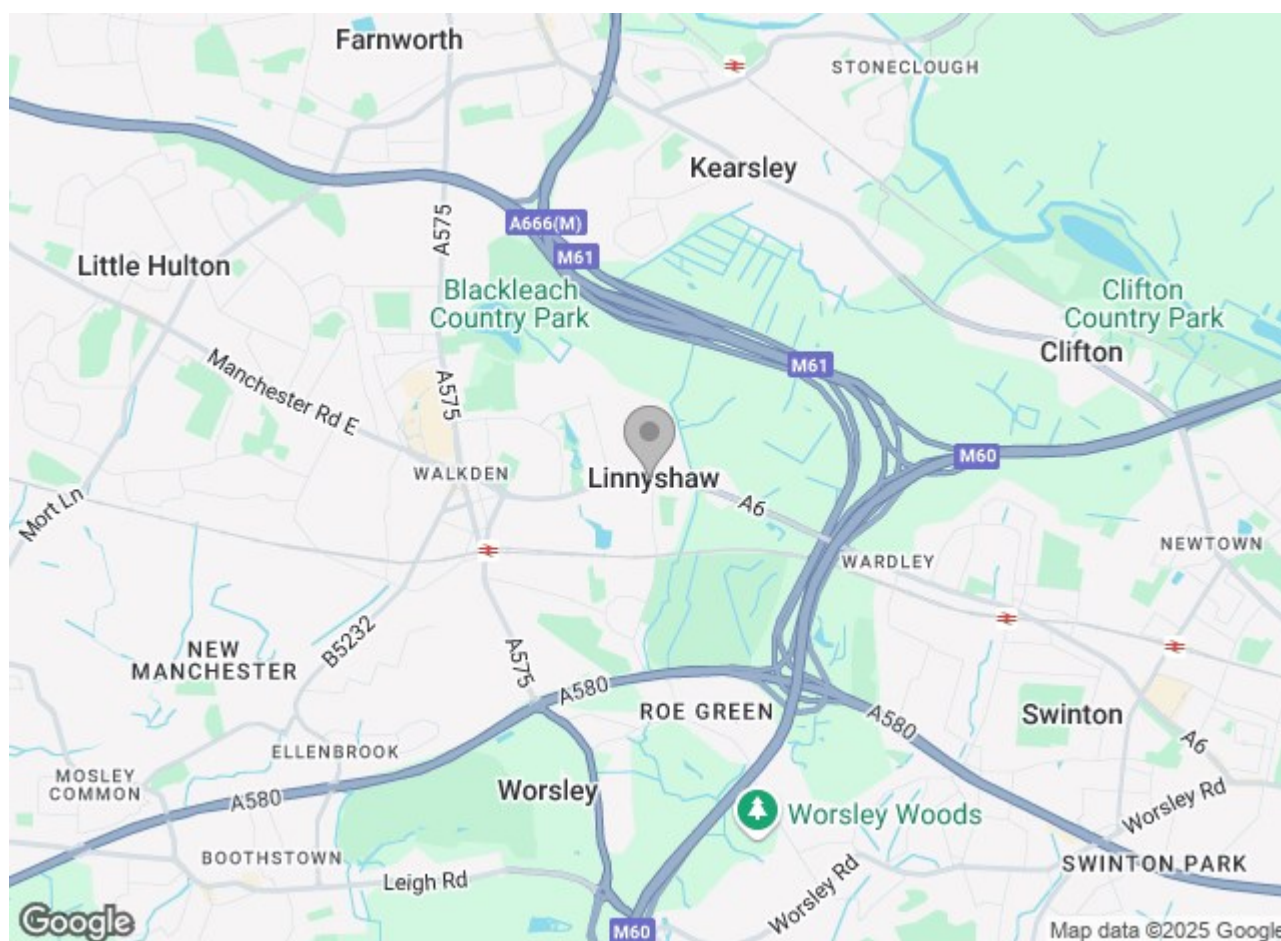 Farnworth
STONECLOUGH
Kearsley
A575
A666(M)
M61
Little Hulton
Blackleach
Country Park
Clifton
Country Park
Clifton
M61
A575
Manchester Rd E
M60
WALKDEN
Linnyshaw
A6
Mort Ln
NEWTOWN
WARDLEY
B5232
A575
NEW
MANCHESTER
A580
ROE GREEN
A580
Swinton
A6
ELLENBROOK
MOSLEY
COMMON
A580
Worsley
Worsley Woods
Worsley Rd
BOOTHSTOWN
Leigh Rd
Worsley Rd
SWINTON PARK
Google
M60
Map data ©2025 Google